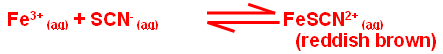 Fe³⁺ (aq) + SCN⁻ (aq) ⇌ FeSCN²⁺ (aq)
(reddish brown)